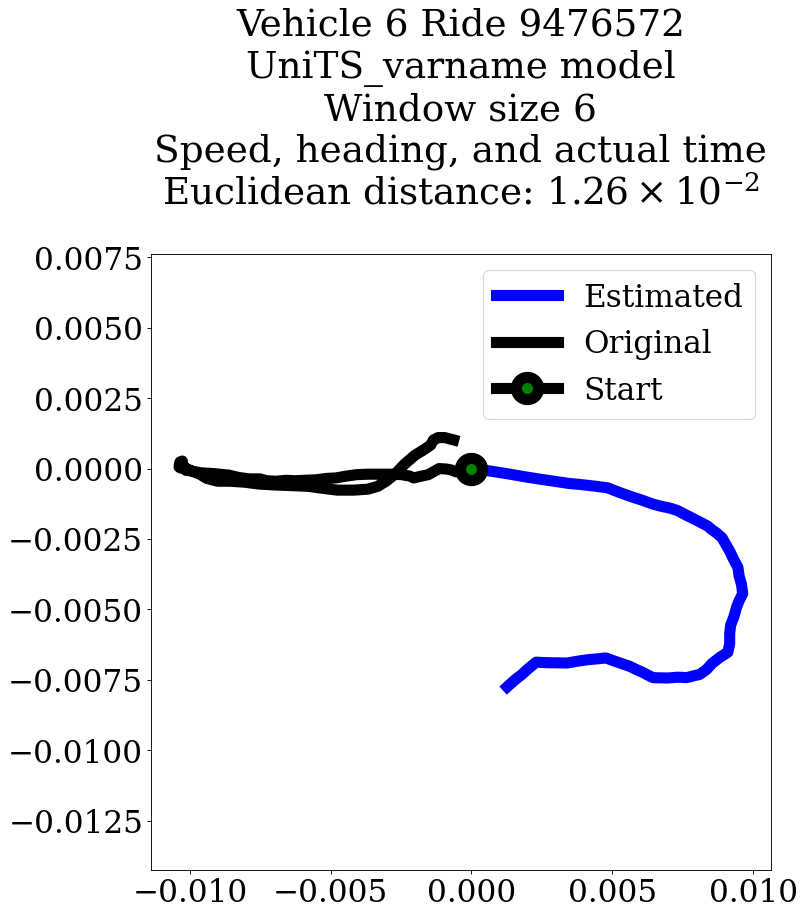 Vehicle 6 Ride 9476572
UniTS_varname model
Window size 6
Speed, heading, and actual time
Euclidean distance: 1.26 × 10⁻²
0.0075
0.0050
0.0025
0.0000
−0.0025
−0.0050
−0.0075
−0.0100
−0.0125
Estimated
Original
Start
−0.010 −0.005 0.000 0.005 0.010